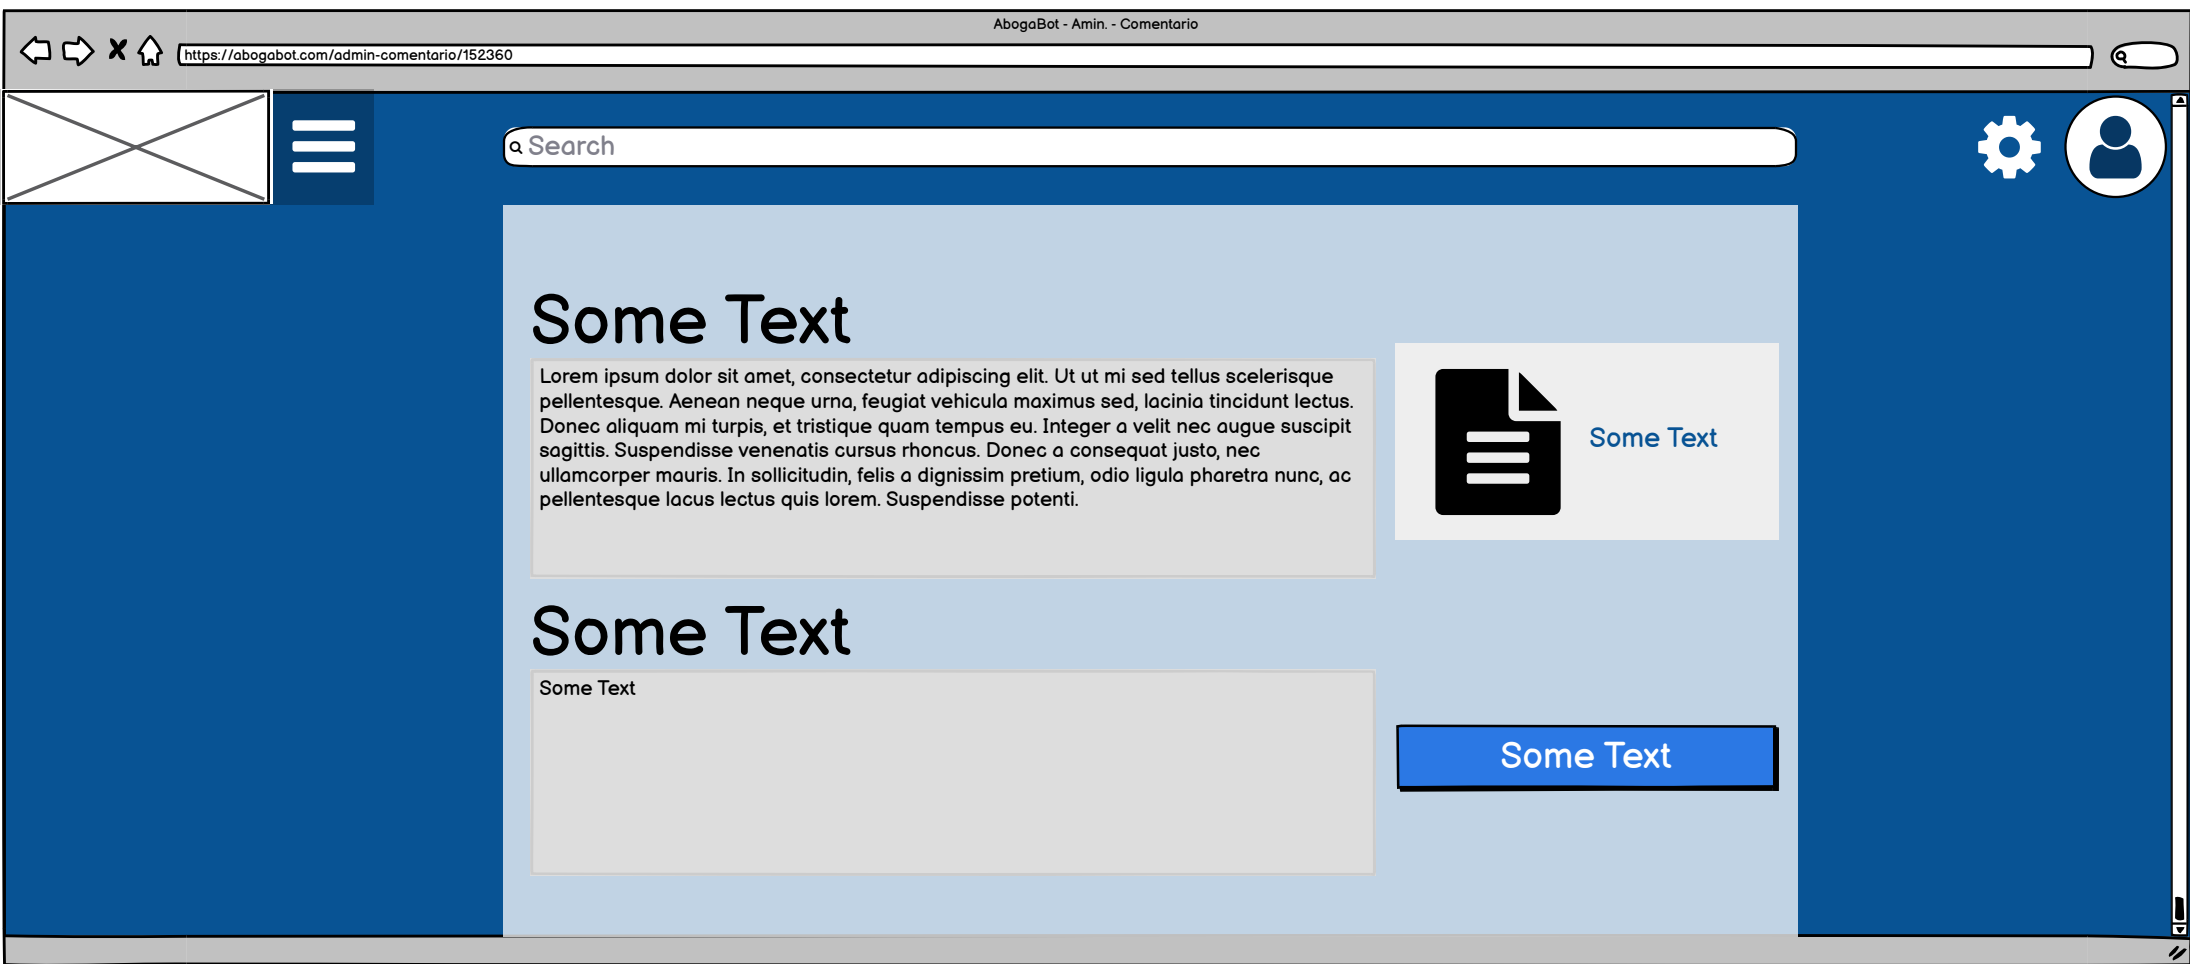 AbogaBot - Amin. - Comentario
https://abogabot.com/admin-comentario/152360
Search
Some Text
Lorem ipsum dolor sit amet, consectetur adipiscing elit. Ut ut mi sed tellus scelerisque
pellentesque. Aenean neque urna, feugiat vehicula maximus sed, lacinia tincidunt lectus.
Donec aliquam mi turpis, et tristique quam tempus eu. Integer a velit nec augue suscipit
sagittis. Suspendisse venenatis cursus rhoncus. Donec a consequat justo, nec
ullamcorper mauris. In sollicitudin, felis a dignissim pretium, odio ligula pharetra nunc, ac
pellentesque lacus lectus quis lorem. Suspendisse potenti.
Some Text
Some Text
Some Text
Some Text